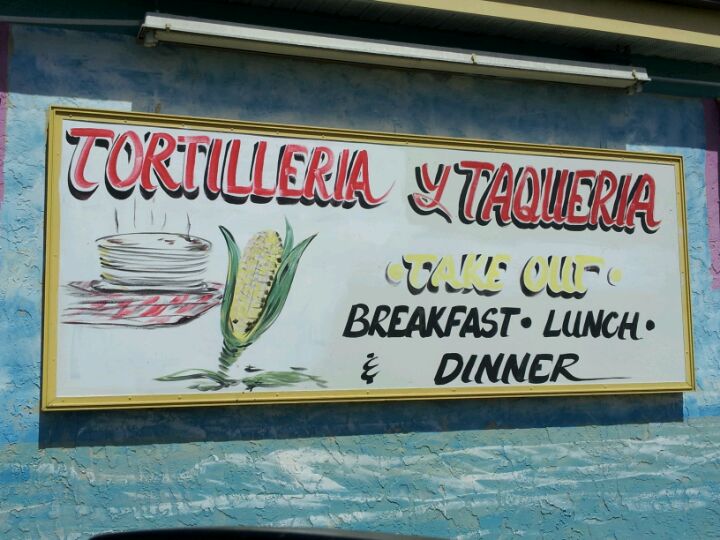 TORTILLERIA Y TAQUERIA
• TAKE OUT •
BREAKFAST • LUNCH •
& DINNER